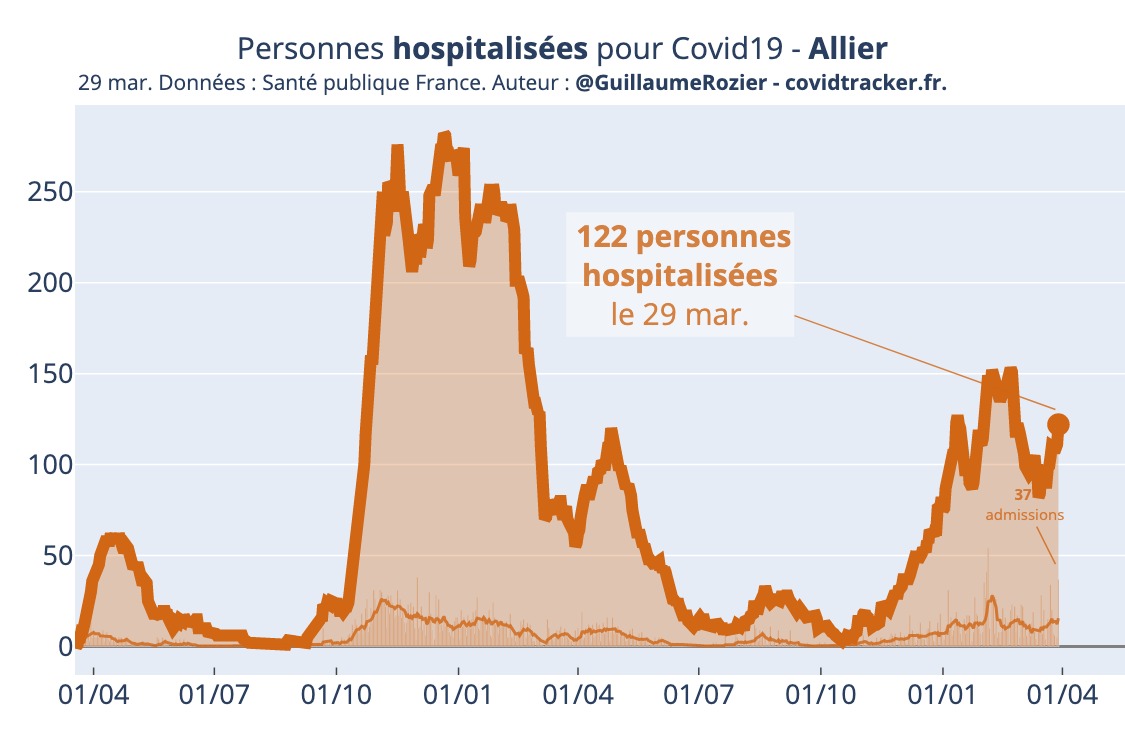 Personnes hospitalisées pour Covid19 - Allier
29 mar. Données : Santé publique France. Auteur : @GuillaumeRozier - covidtracker.fr.
250
200
150
100
50
0
122 personnes
hospitalisées
le 29 mar.
37
admissions
01/04
01/07
01/10
01/01
01/04
01/07
01/10
01/01
01/04